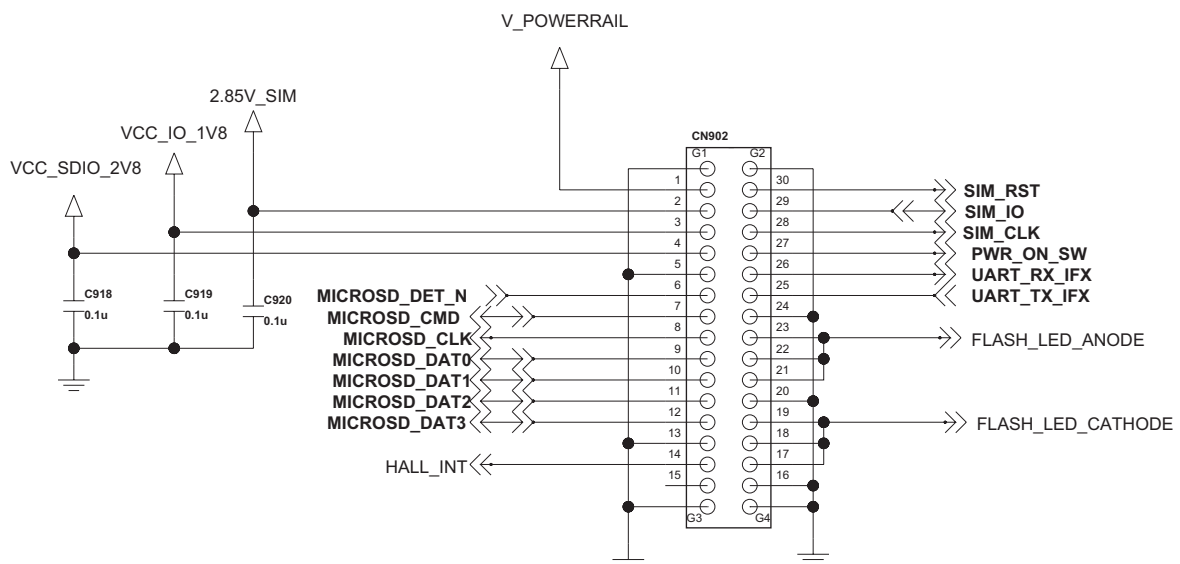 V_POWERRAIL
2.85V_SIM
VCC_IO_1V8
VCC_SDIO_2V8
CN902
G1 G2
1 30 SIM_RST
2 29 SIM_IO
3 28 SIM_CLK
4 27 PWR_ON_SW
5 26 UART_RX_IFX
C918 C919 C920
0.1u 0.1u 0.1u
MICROSD_DET_N 6 25 UART_TX_IFX
MICROSD_CMD 7 24
MICROSD_CLK 8 23 FLASH_LED_ANODE
MICROSD_DAT0 9 22
MICROSD_DAT1 10 21
MICROSD_DAT2 11 20
MICROSD_DAT3 12 19 FLASH_LED_CATHODE
13 18
HALL_INT 14 17
15 16
G3 G4